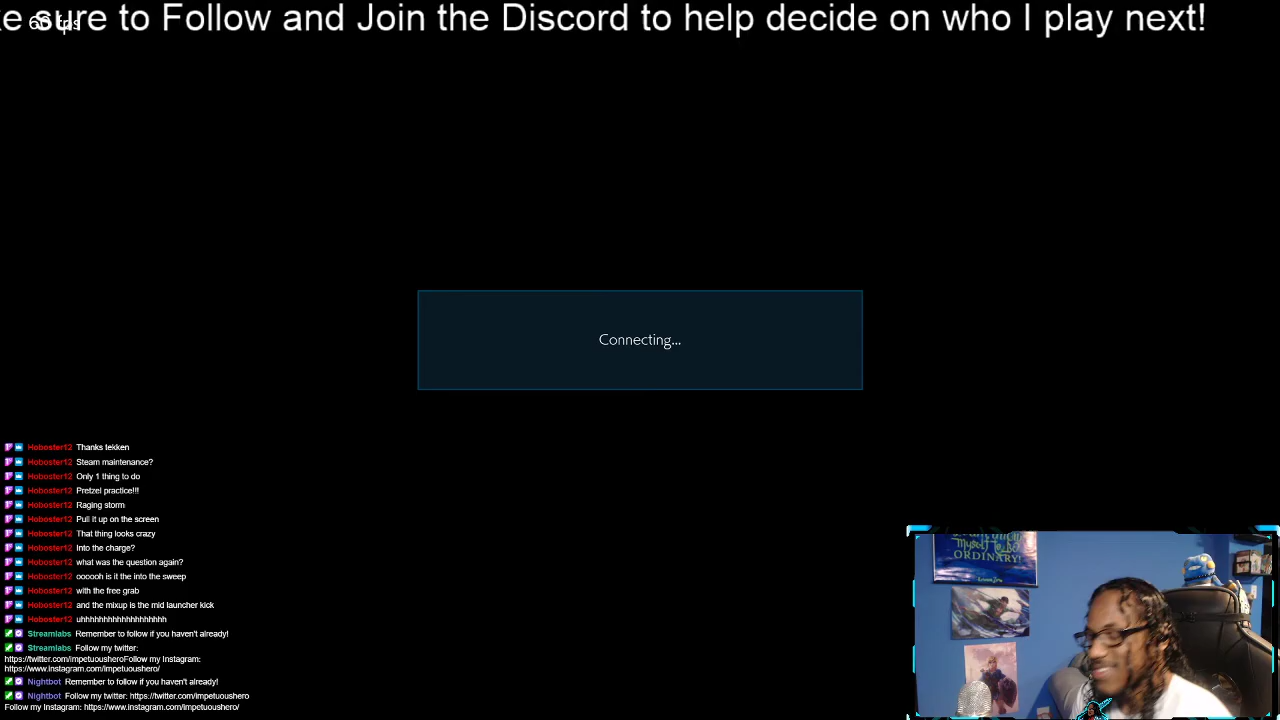 e sure to Follow and Join the Discord to help decide on who I play next!
60 fps
Connecting...
Hoboster12 Thanks tekken
Hoboster12 Steam maintenance?
Hoboster12 Only 1 thing to do
Hoboster12 Pretzel practice!!!
Hoboster12 Raging storm
Hoboster12 Pull it up on the screen
Hoboster12 That thing looks crazy
Hoboster12 Into the charge?
Hoboster12 what was the question again?
Hoboster12 oooooh is it the into the sweep
Hoboster12 with the free grab
Hoboster12 and the mixup is the mid launcher kick
Hoboster12 uhhhhhhhhhhhhhhhhhhh
Streamlabs Remember to follow if you haven't already!
Streamlabs Follow my twitter:
https://twitter.com/impetuousheroFollow my Instagram:
https://www.instagram.com/impetuoushero/
Nightbot Remember to follow if you haven't already!
Nightbot Follow my twitter: https://twitter.com/impetuoushero
Follow my Instagram: https://www.instagram.com/impetuoushero/
Myself to be
ORDINARY!